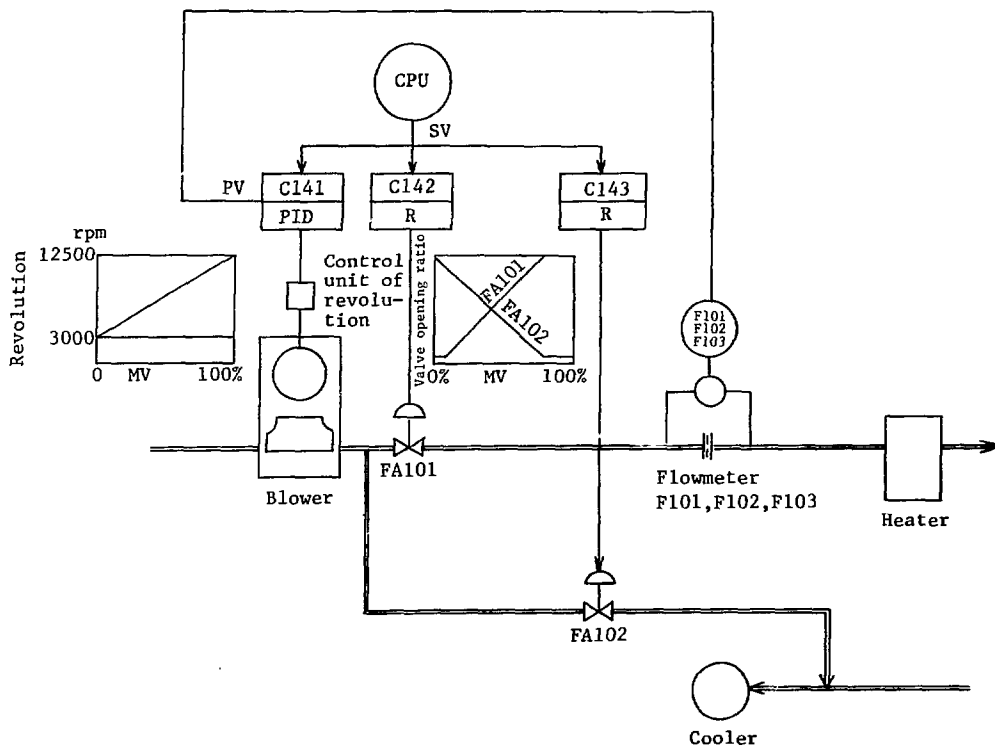 CPU
SV
PV
C141
PID
C142
R
C143
R
rpm
12500
3000
Revolution
0 MV 100%
Control
unit of
revolu-
tion
Valve opening ratio
FA101
FA102
0% MV 100%
F101
F102
F103
FA101
Blower
Flowmeter
F101,F102,F103
Heater
FA102
Cooler